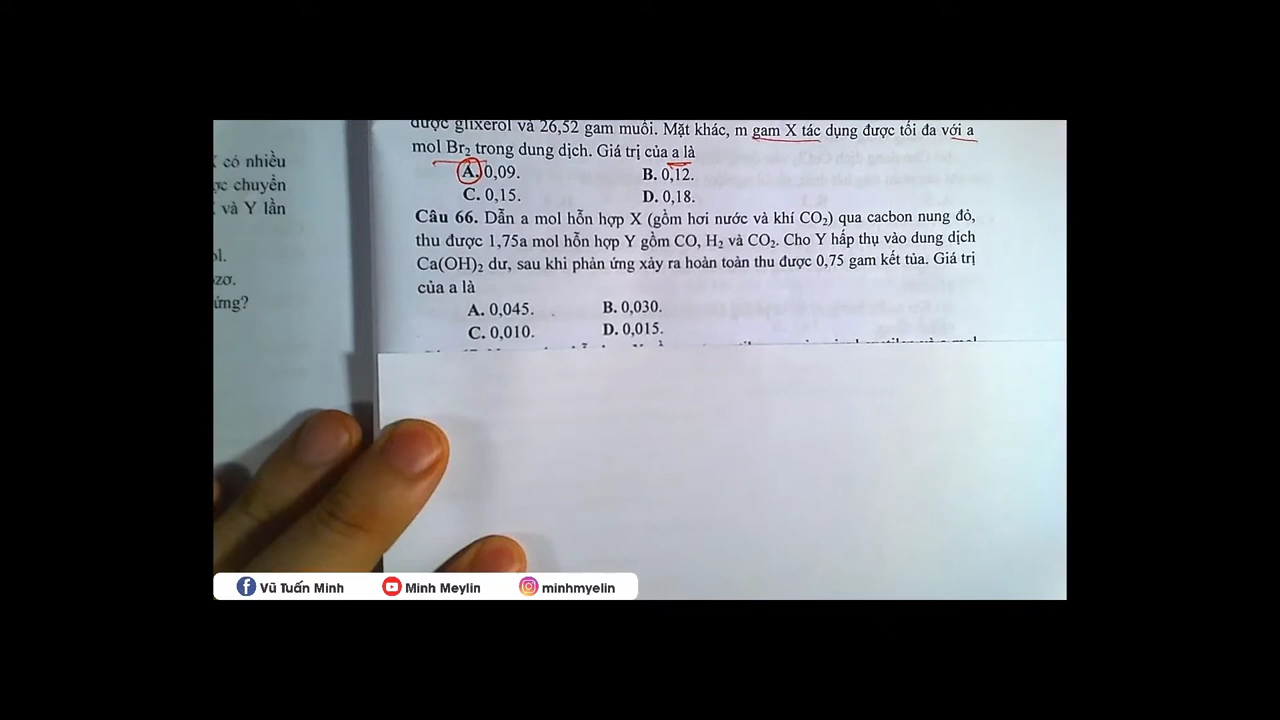 được glixerol và 26,52 gam muối. Mặt khác, m gam X tác dụng được tối đa với a
mol Br₂ trong dung dịch. Giá trị của a là
A. 0,09. B. 0,12.
C. 0,15. D. 0,18.
Câu 66. Dẫn a mol hỗn hợp X (gồm hơi nước và khí CO₂) qua cacbon nung đỏ,
thu được 1,75a mol hỗn hợp Y gồm CO, H₂ và CO₂. Cho Y hấp thụ vào dung dịch
Ca(OH)₂ dư, sau khi phản ứng xảy ra hoàn toàn thu được 0,75 gam kết tủa. Giá trị
của a là
A. 0,045. B. 0,030.
C. 0,010. D. 0,015.
có nhiều
chuyển
và Y lần
ol.
zơ.
ứng?
Vũ Tuấn Minh Minh Meylin minhmyelin